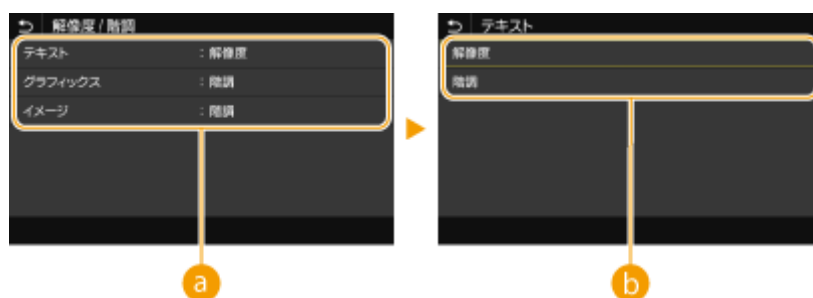 解像度 / 階調
テキスト : 解像度
グラフィックス : 階調
イメージ : 階調
a
テキスト
解像度
階調
b